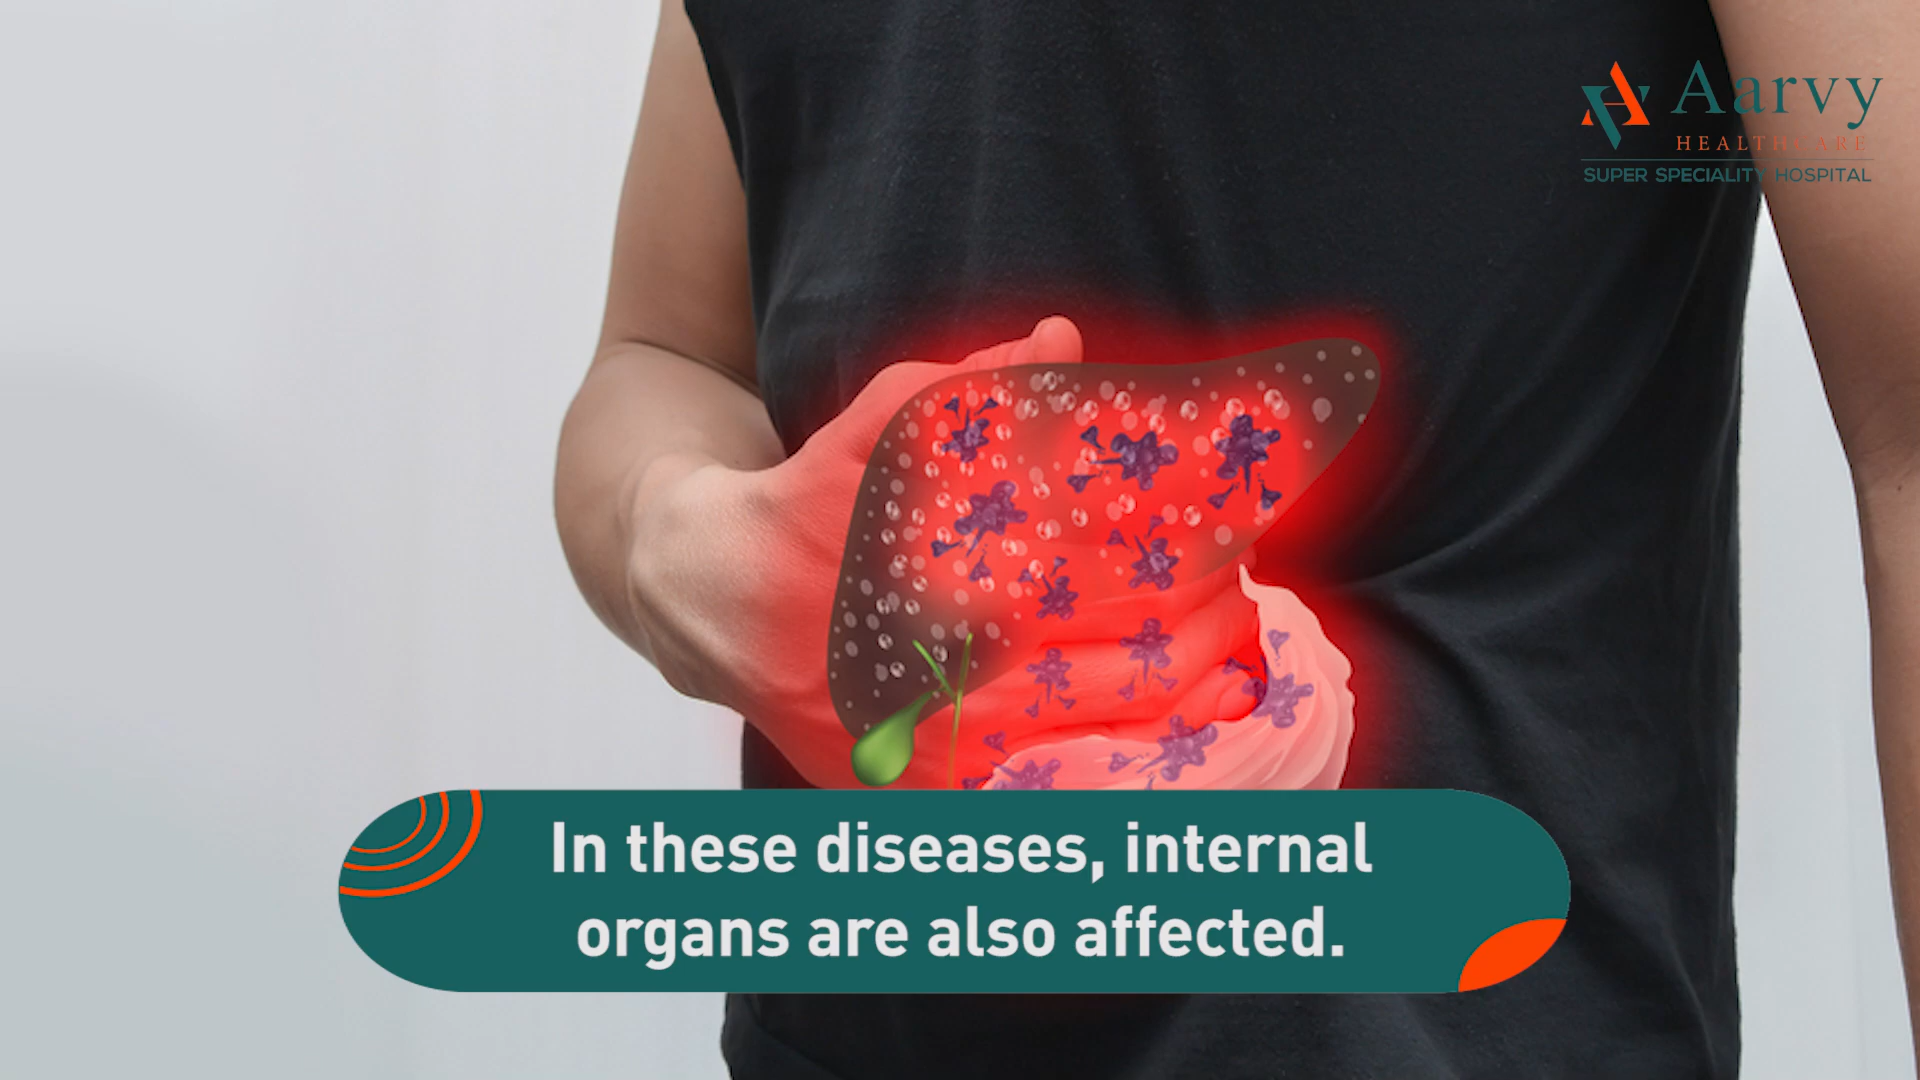 Aarvy
HEALTHCARE
SUPER SPECIALITY HOSPITAL
In these diseases, internal
organs are also affected.